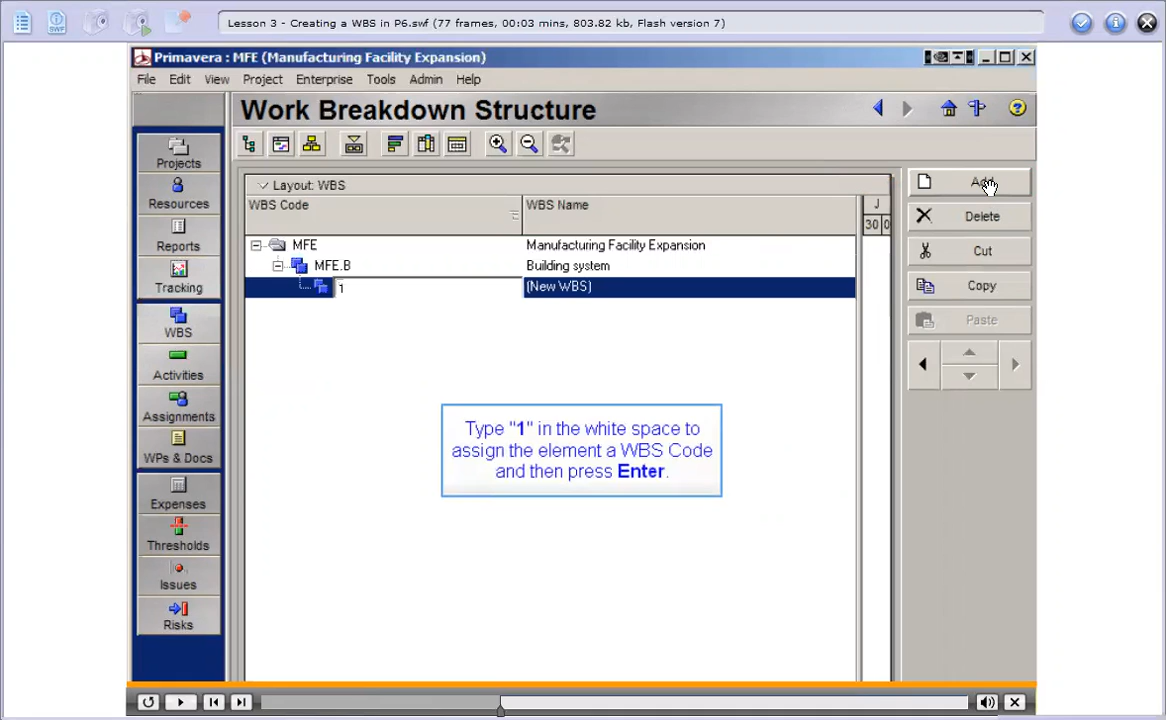 Lesson 3 - Creating a WBS in P6.swf (77 frames, 00:03 mins, 803.82 kb, Flash version 7)
Primavera : MFE (Manufacturing Facility Expansion)
File Edit View Project Enterprise Tools Admin Help
Work Breakdown Structure
Projects
Resources
Reports
Tracking
WBS
Activities
Assignments
WPs & Docs
Expenses
Thresholds
Issues
Risks
Layout: WBS
WBS Code WBS Name J
30 0
MFE Manufacturing Facility Expansion
MFE.B Building system
1 (New WBS)
Type "1" in the white space to
assign the element a WBS Code
and then press Enter.
Add
Delete
Cut
Copy
Paste